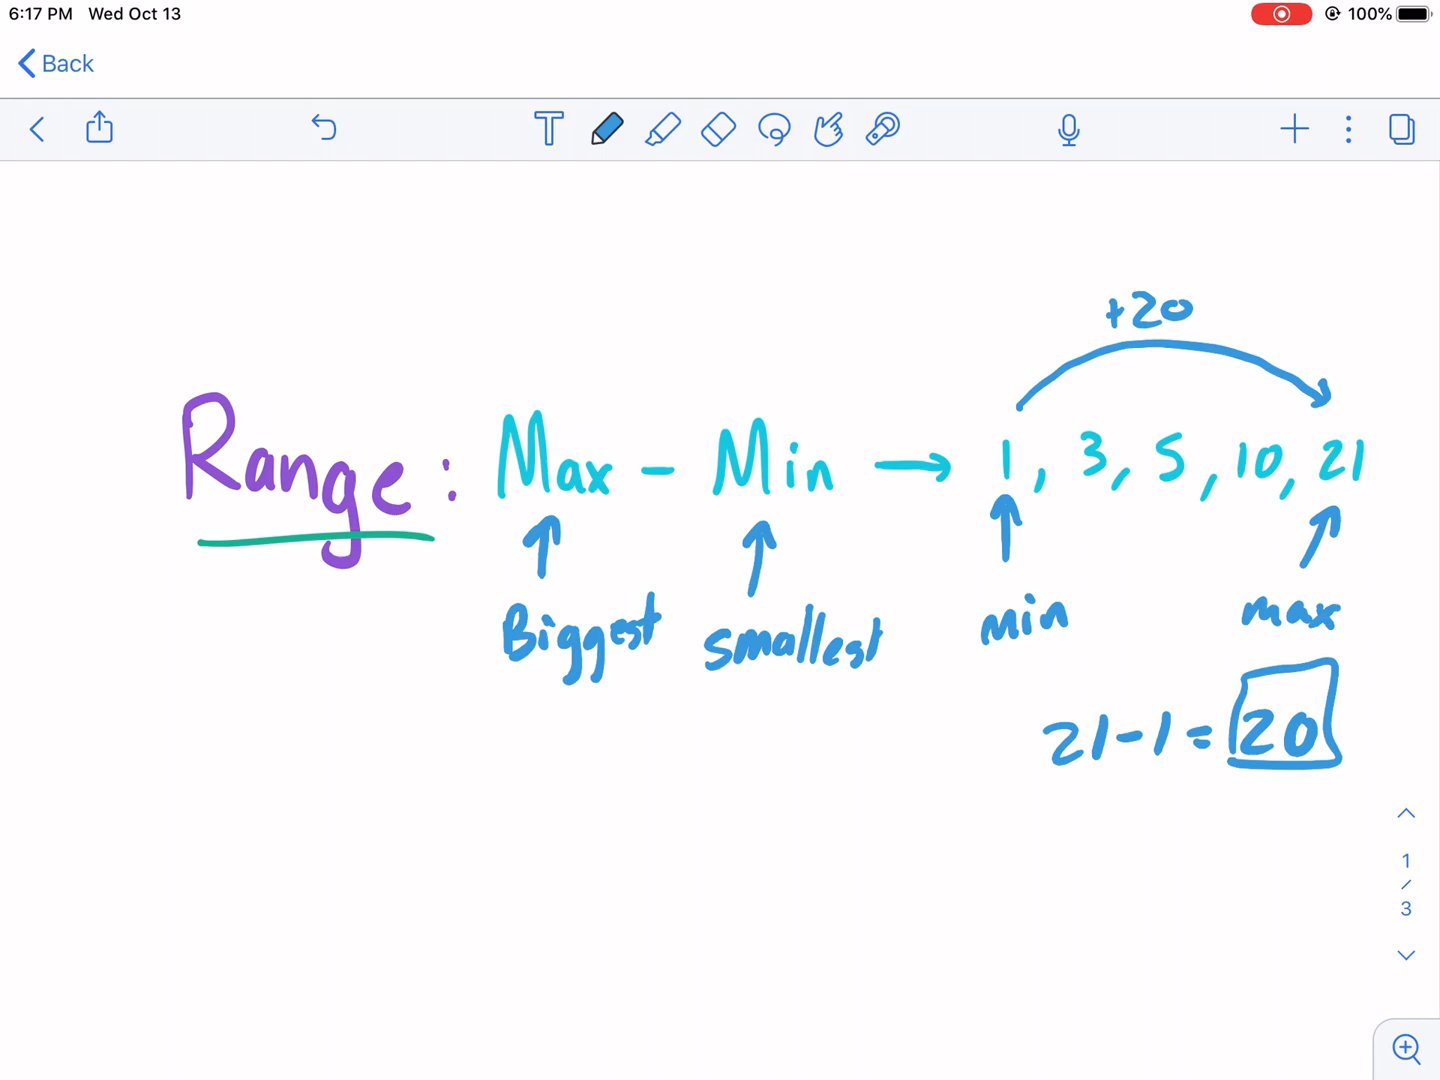 6:17 PM Wed Oct 13 100%
Back
+20
Range: Max - Min → 1, 3, 5, 10, 21
Biggest smallest min max
21-1=20
1
/
3